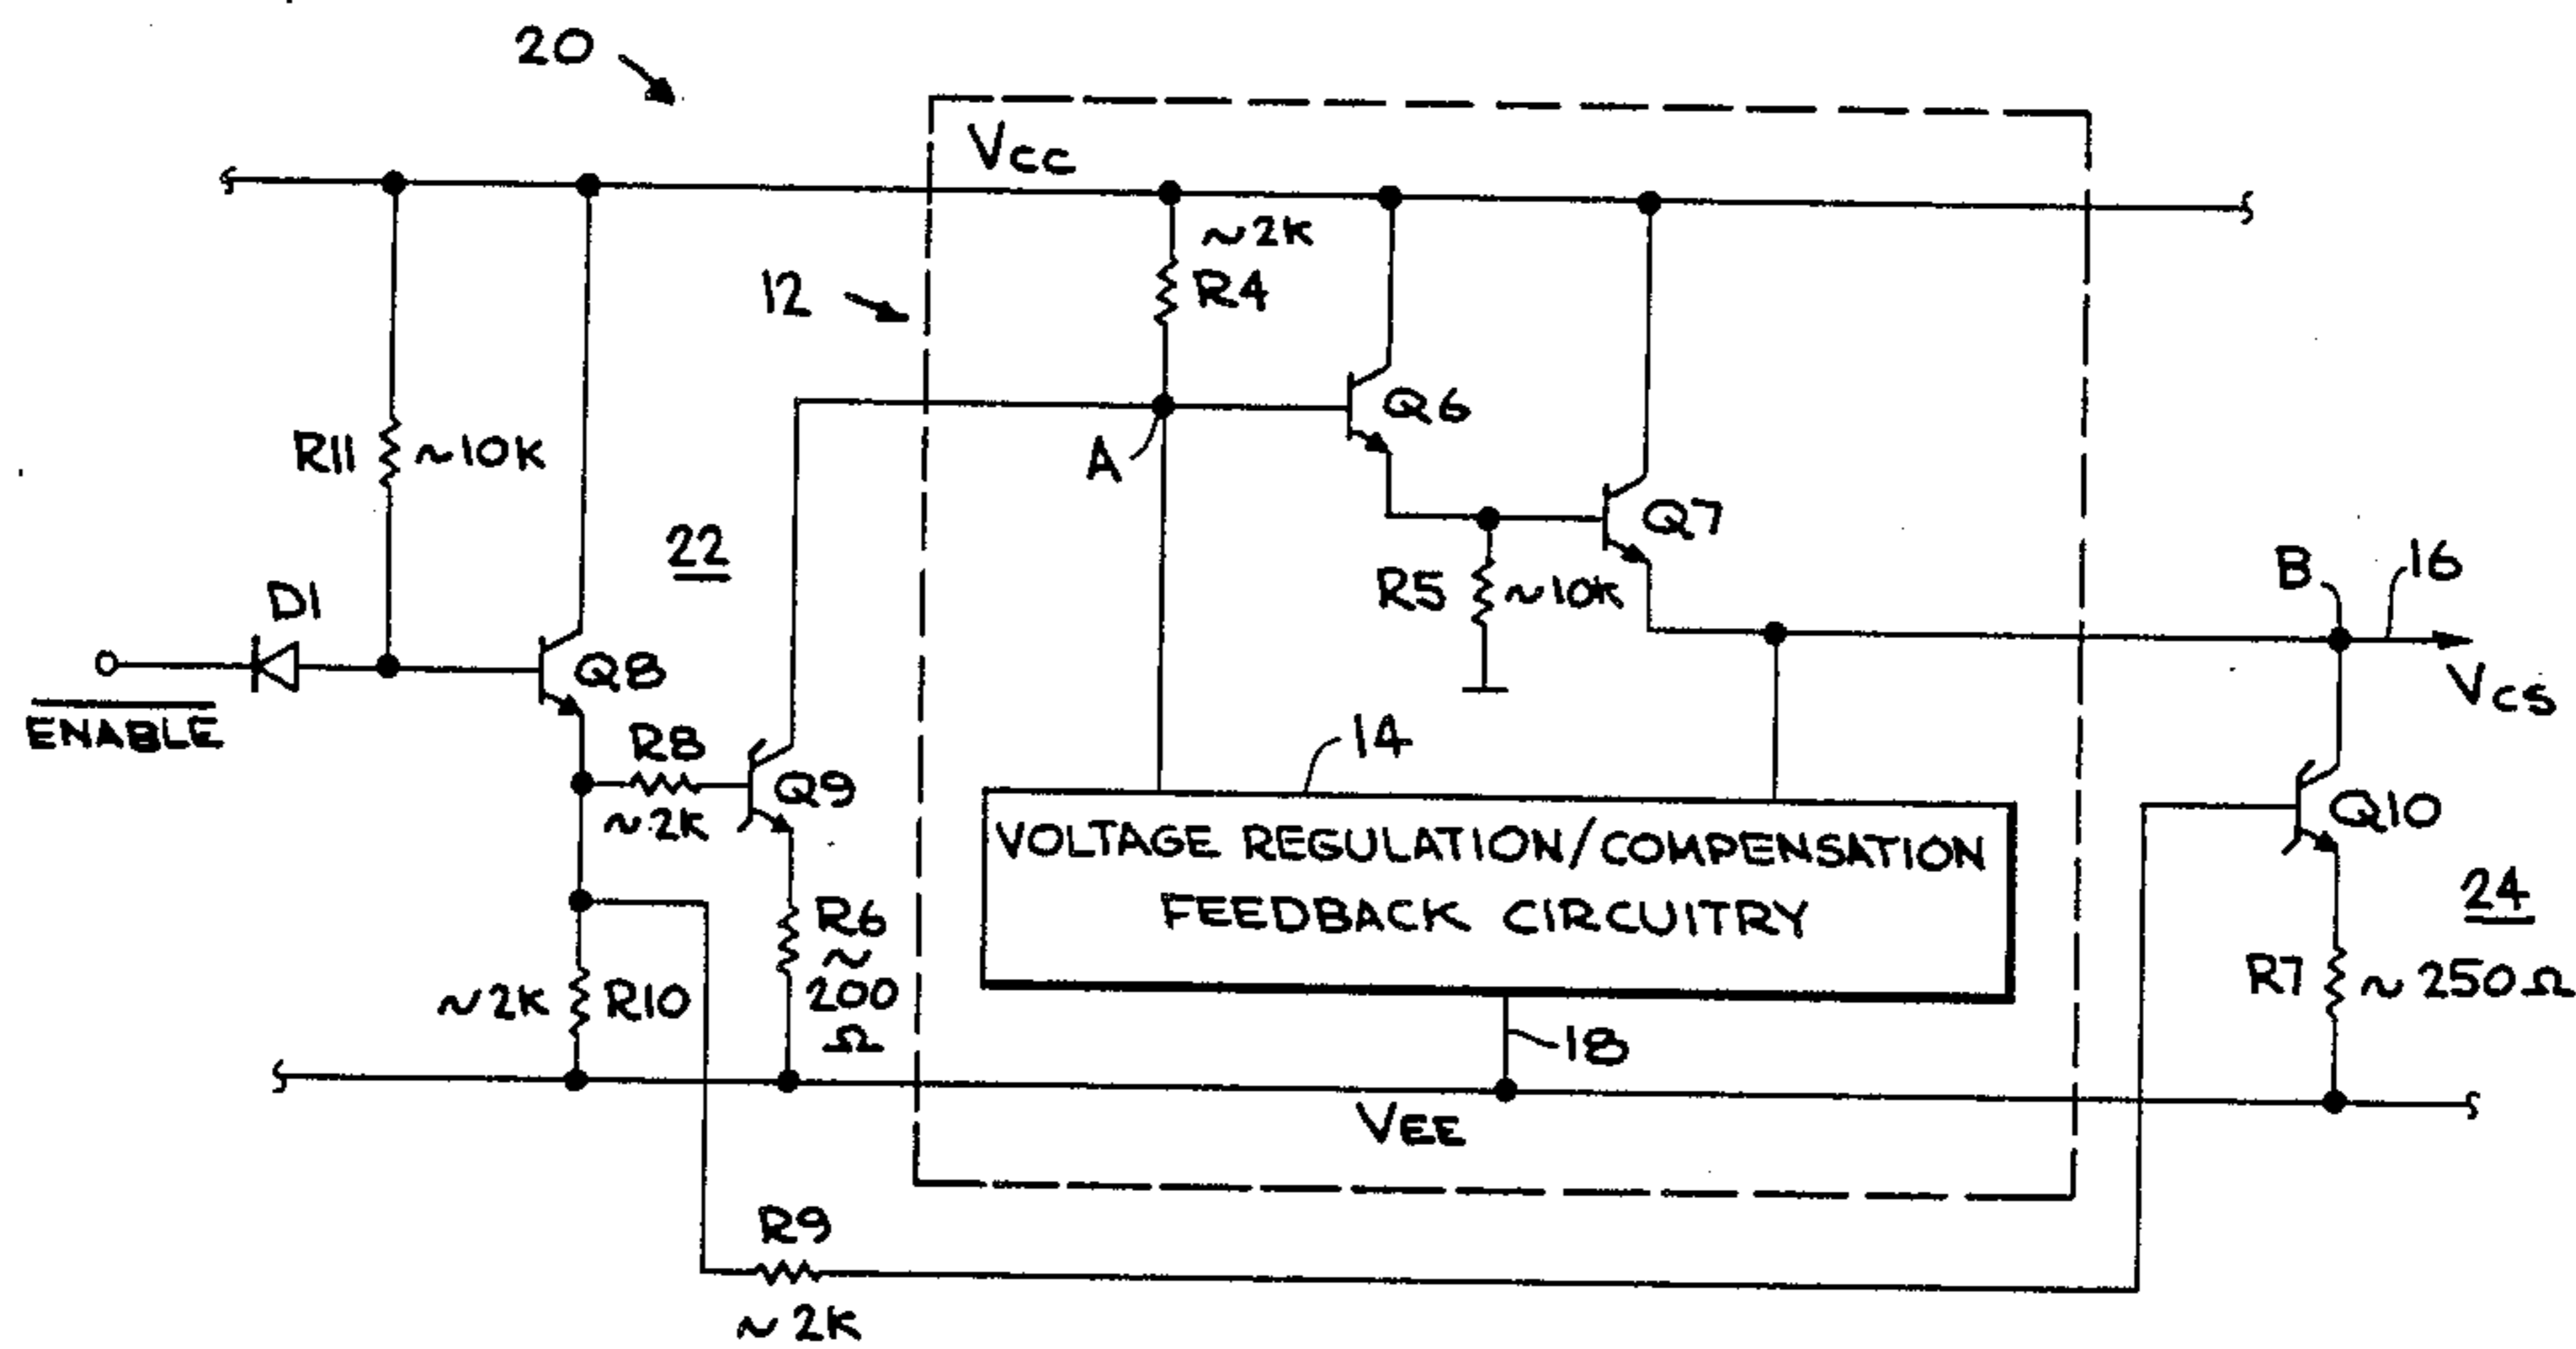 20
VCC
~2K
R4
12
Q6
A
R11 ~10K
Q7
22
R5 ~10K
B
16
D1
Q8
VCS
ENABLE
R8
14
~2K
Q9
Q10
VOLTAGE REGULATION/COMPENSATION
FEEDBACK CIRCUITRY
24
R6
~
200
Ω
~2K R10
R7 ~ 250Ω
18
VEE
R9
~2K